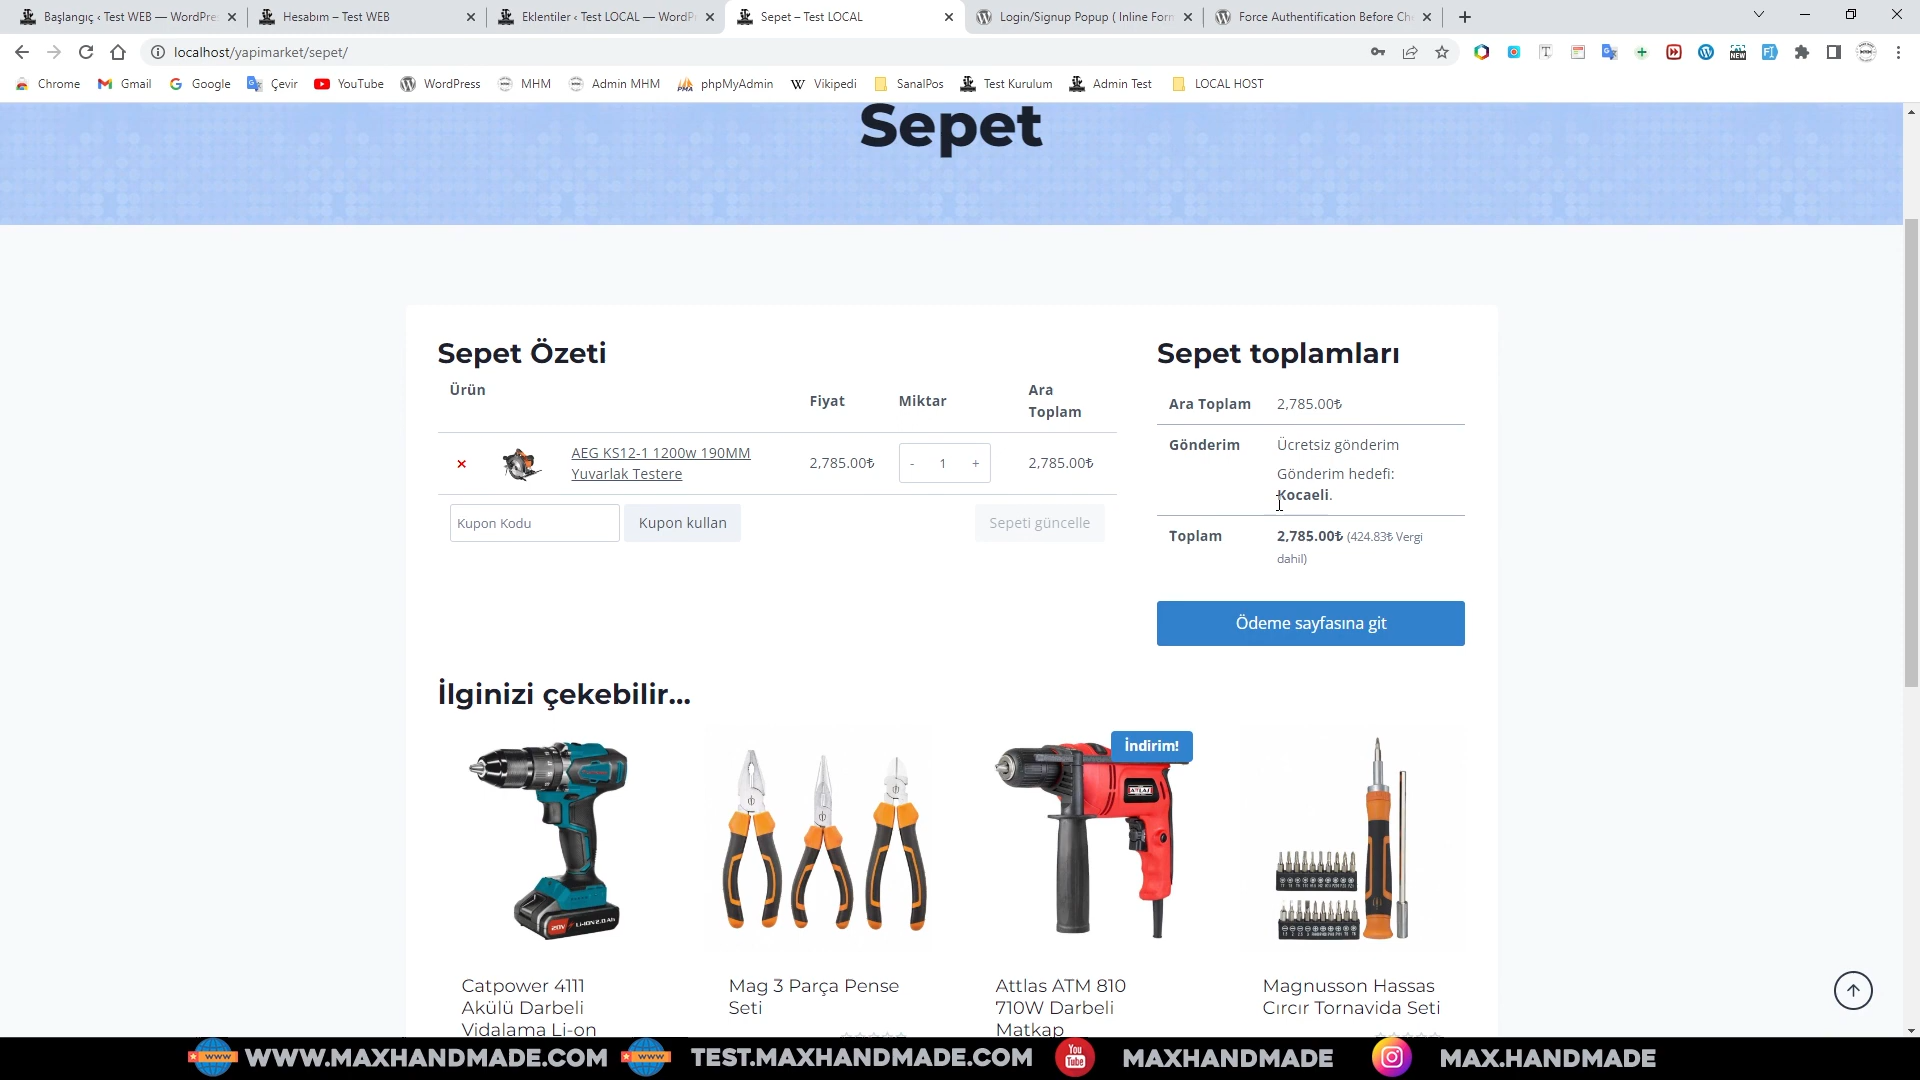 Başlangıç ‹ Test WEB — WordPre
Hesabım – Test WEB
Eklentiler ‹ Test LOCAL — WordP
Sepet – Test LOCAL
Login/Signup Popup ( Inline Forn
Force Authentification Before Ch
localhost/yapimarket/sepet/
Chrome
Gmail
Google
Çevir
YouTube
WordPress
MHM
Admin MHM
phpMyAdmin
Vikipedi
SanalPos
Test Kurulum
Admin Test
LOCAL HOST
Sepet
Sepet Özeti
Ürün
Fiyat
Miktar
Ara
Toplam
AEG KS12-1 1200w 190MM
Yuvarlak Testere
2,785.00₺
- 1 +
2,785.00₺
Kupon Kodu
Kupon kullan
Sepeti güncelle
Sepet toplamları
Ara Toplam 2,785.00₺
Gönderim Ücretsiz gönderim
Gönderim hedefi:
Kocaeli.
Toplam 2,785.00₺ (424.83₺ Vergi
dahil)
Ödeme sayfasına git
İlginizi çekebilir…
İndirim!
Catpower 4111
Akülü Darbeli
Vidalama Li-on
Mag 3 Parça Pense
Seti
Attlas ATM 810
710W Darbeli
Matkap
Magnusson Hassas
Cırcır Tornavida Seti
WWW.MAXHANDMADE.COM
TEST.MAXHANDMADE.COM
You
Tube
MAXHANDMADE
MAX.HANDMADE